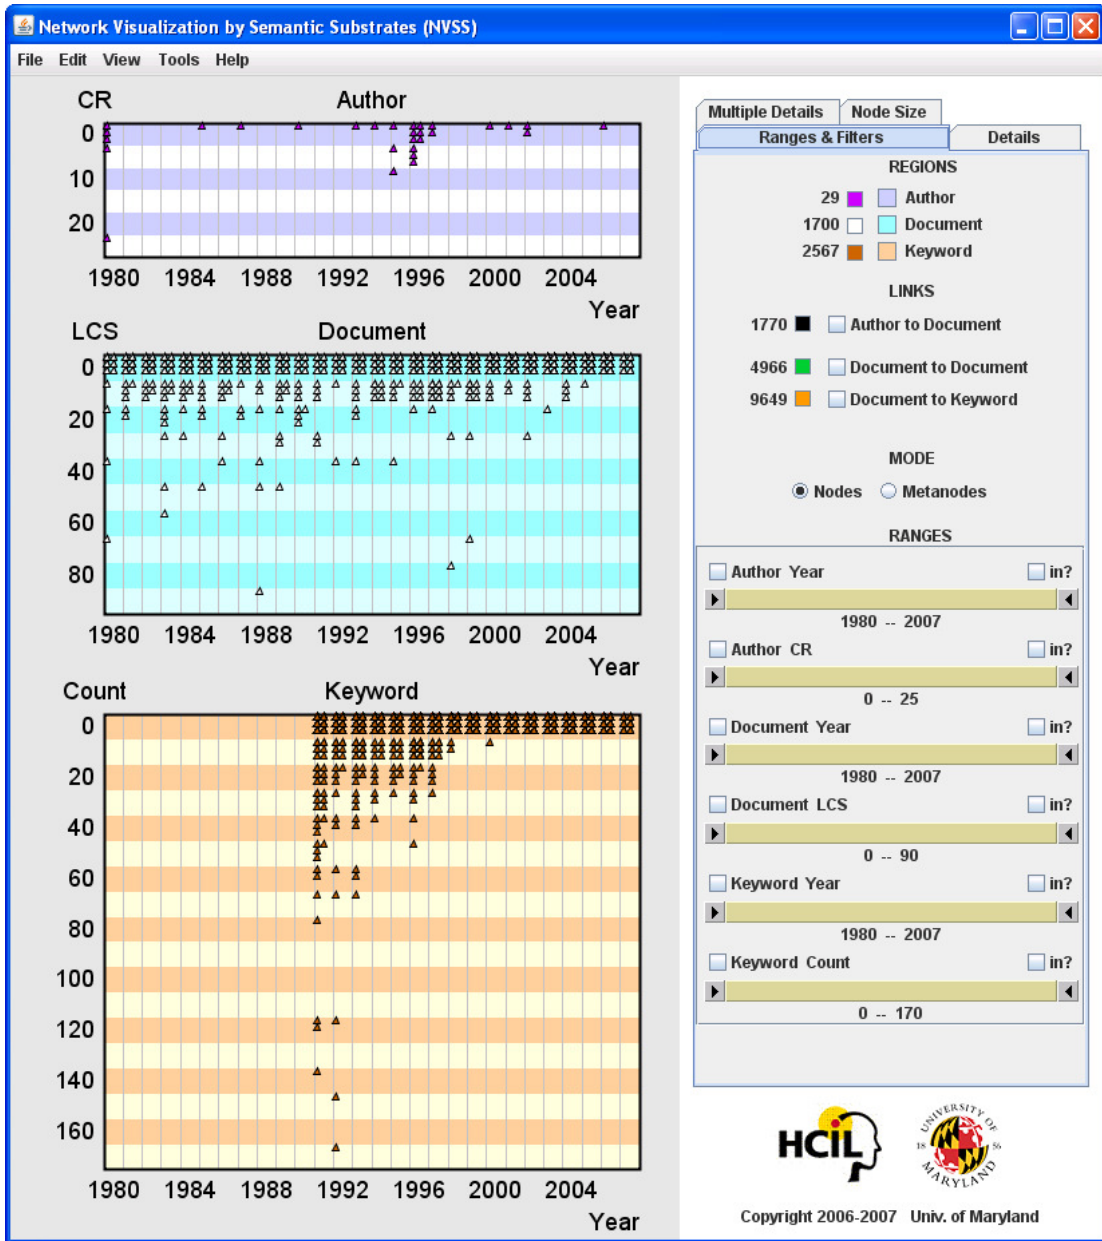 Network Visualization by Semantic Substrates (NVSS)
File Edit View Tools Help
CR Author
0
10
20
1980 1984 1988 1992 1996 2000 2004
Year
LCS Document
0
20
40
60
80
1980 1984 1988 1992 1996 2000 2004
Year
Count Keyword
0
20
40
60
80
100
120
140
160
1980 1984 1988 1992 1996 2000 2004
Year
Multiple Details Node Size
Ranges & Filters Details
REGIONS
29 Author
1700 Document
2567 Keyword
LINKS
1770 Author to Document
4966 Document to Document
9649 Document to Keyword
MODE
Nodes Metanodes
RANGES
Author Year in?
1980 -- 2007
Author CR in?
0 -- 25
Document Year in?
1980 -- 2007
Document LCS in?
0 -- 90
Keyword Year in?
1980 -- 2007
Keyword Count in?
0 -- 170
HCIL
UNIVERSITY OF
18 56
MARYLAND
Copyright 2006-2007 Univ. of Maryland